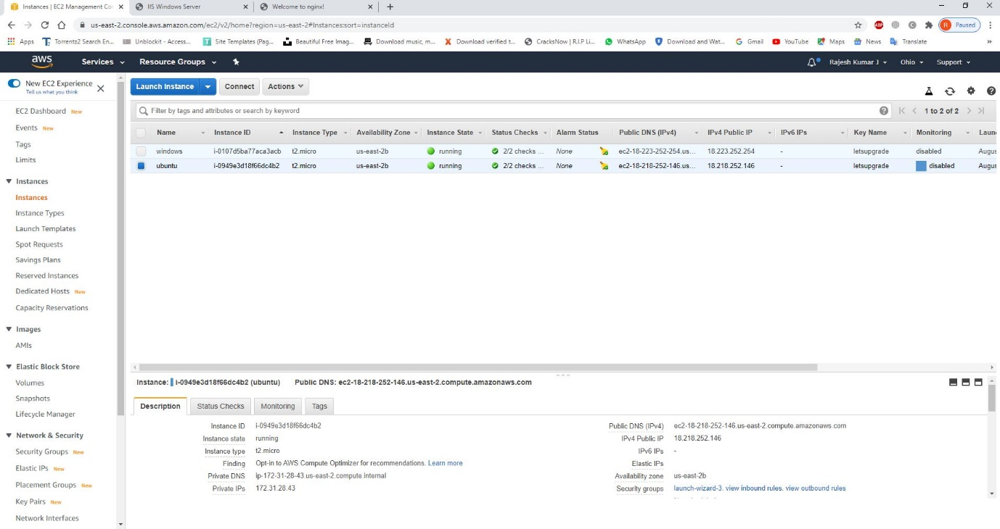 Instances | EC2 Management Co
IIS Windows Server
Welcome to nginx!
us-east-2.console.aws.amazon.com/ec2/v2/home?region=us-east-2#Instances:sort=instanceId
ABP
C
R Paused
Apps Torrentz2 Search En... Unblockit - Access... Site Templates (Pag... Beautiful Free Imag... Download music, m... Download verified t... CracksNow | R.I.P Li... WhatsApp Download and Wat... Gmail YouTube Maps News Translate »
aws Services Resource Groups Rajesh Kumar J Ohio Support
New EC2 Experience
Tell us what you think
EC2 Dashboard New
Events New
Tags
Limits
Instances
Instances
Instance Types
Launch Templates
Spot Requests
Savings Plans
Reserved Instances
Dedicated Hosts New
Capacity Reservations
Images
AMIs
Elastic Block Store
Volumes
Snapshots
Lifecycle Manager
Network & Security
Security Groups New
Elastic IPs New
Placement Groups New
Key Pairs New
Network Interfaces
Launch Instance Connect Actions
Filter by tags and attributes or search by keyword
1 to 2 of 2
Name Instance ID Instance Type Availability Zone Instance State Status Checks Alarm Status Public DNS (IPv4) IPv4 Public IP IPv6 IPs Key Name Monitoring Laun
windows i-0107d5ba77aca3acb t2.micro us-east-2b running 2/2 checks ... None ec2-18-223-252-254.us... 18.223.252.254 - letsupgrade disabled Augus
ubuntu i-0949e3d18f66dc4b2 t2.micro us-east-2b running 2/2 checks ... None ec2-18-218-252-146.us... 18.218.252.146 - letsupgrade disabled Augus
Instance: i-0949e3d18f66dc4b2 (ubuntu) Public DNS: ec2-18-218-252-146.us-east-2.compute.amazonaws.com
Description Status Checks Monitoring Tags
Instance ID i-0949e3d18f66dc4b2
Instance state running
Instance type t2.micro
Finding Opt-in to AWS Compute Optimizer for recommendations. Learn more
Private DNS ip-172-31-28-43.us-east-2.compute.internal
Private IPs 172.31.28.43
Public DNS (IPv4) ec2-18-218-252-146.us-east-2.compute.amazonaws.com
IPv4 Public IP 18.218.252.146
IPv6 IPs -
Elastic IPs
Availability zone us-east-2b
Security groups launch-wizard-3. view inbound rules. view outbound rules